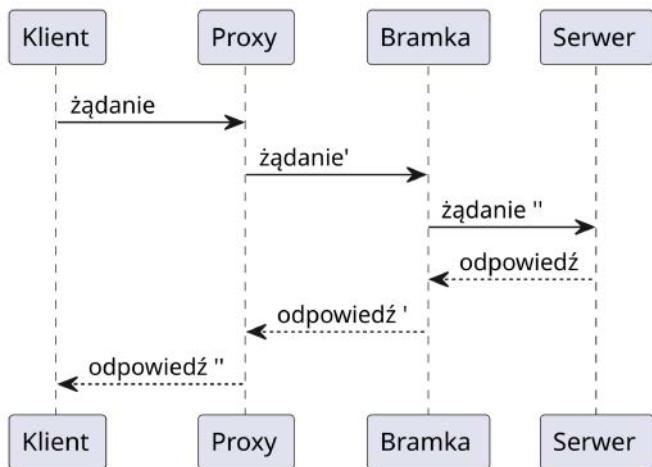 Klient Proxy Bramka Serwer
żądanie
żądanie'
żądanie ''
odpowiedź
odpowiedź '
odpowiedź ''
Klient Proxy Bramka Serwer